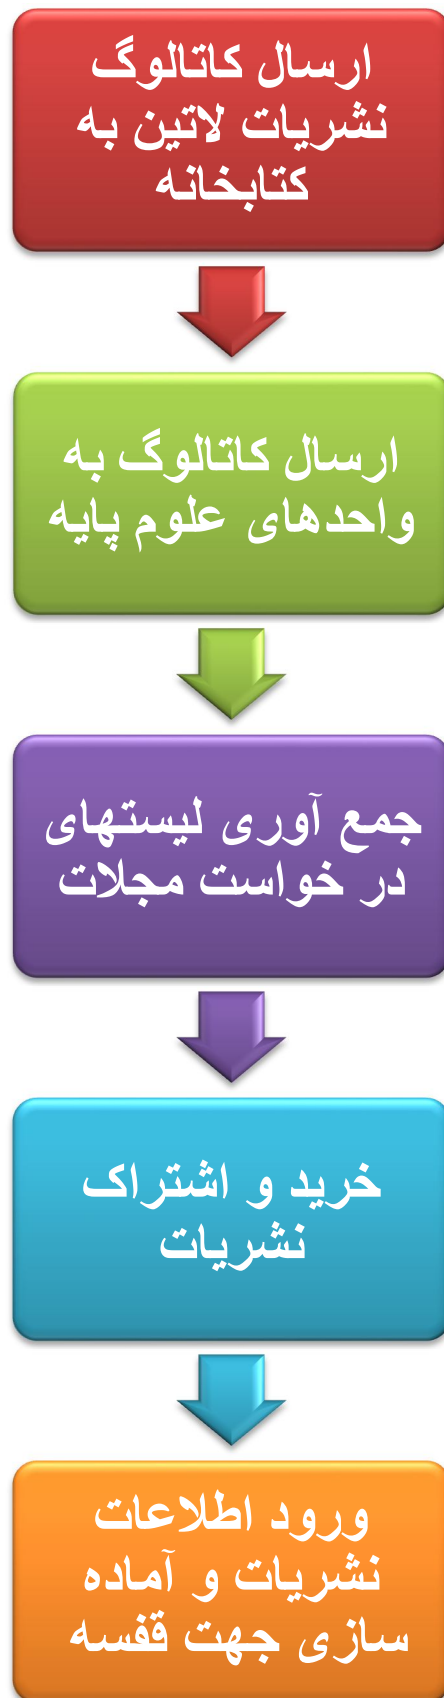 ارسال کاتالوگ
نشریات لاتین به
کتابخانه
ارسال کاتالوگ به
واحدهای علوم پایه
جمع آوری لیستهای
در خواست مجلات
خرید و اشتراک
نشریات
ورود اطلاعات
نشریات و آماده
سازی جهت قفسه